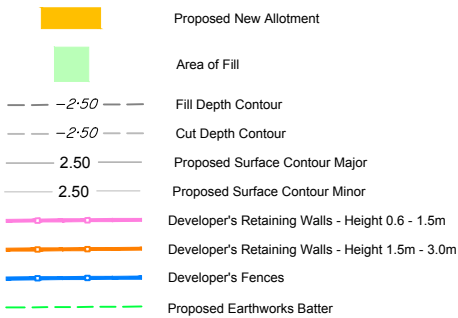 Proposed New Allotment
Area of Fill
-2·50 Fill Depth Contour
-2·50 Cut Depth Contour
2.50 Proposed Surface Contour Major
2.50 Proposed Surface Contour Minor
Developer's Retaining Walls - Height 0.6 - 1.5m
Developer's Retaining Walls - Height 1.5m - 3.0m
Developer's Fences
Proposed Earthworks Batter